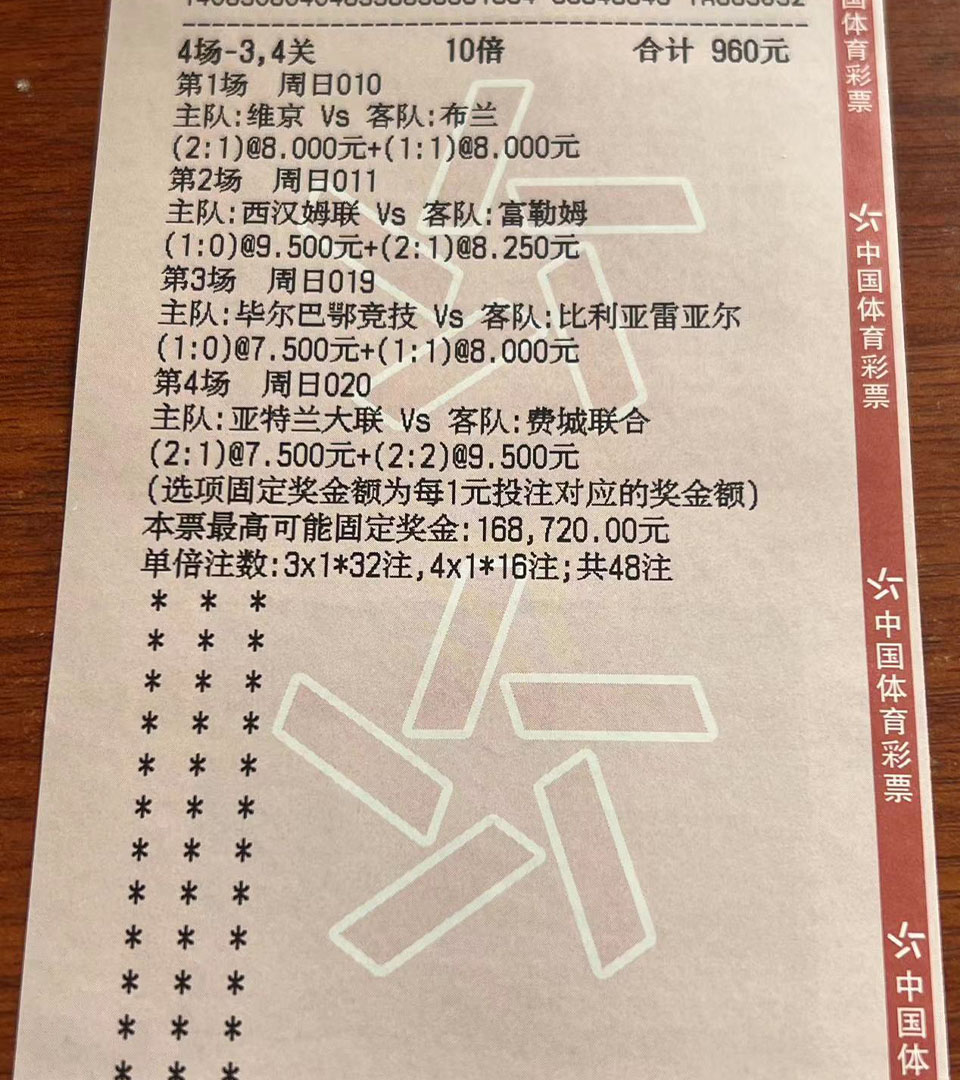 4场-3,4关 10倍 合计 960元
第1场 周日010
主队:维京 Vs 客队:布兰
(2:1)@8.000元+(1:1)@8.000元
第2场 周日011
主队:西汉姆联 Vs 客队:富勒姆
(1:0)@9.500元+(2:1)@8.250元
第3场 周日019
主队:毕尔巴鄂竞技 Vs 客队:比利亚雷亚尔
(1:0)@7.500元+(1:1)@8.000元
第4场 周日020
主队:亚特兰大联 Vs 客队:费城联合
(2:1)@7.500元+(2:2)@9.500元
(选项固定奖金额为每1元投注对应的奖金额)
本票最高可能固定奖金:168,720.00元
单倍注数:3x1*32注,4x1*16注;共48注
* * *
* * *
* * *
* * *
* * *
* * *
* * *
* * *
* * *
* * *
* * *
* * *
国体育彩票
中国体育彩票
中国体育彩票
中国体